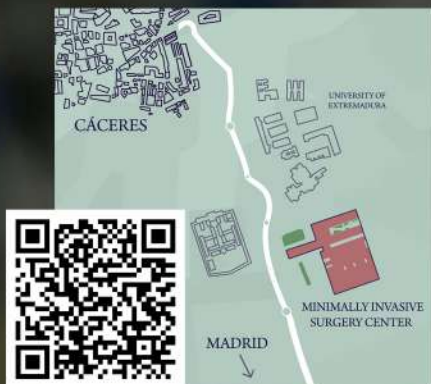 UNIVERSITY OF
EXTREMADURA
CÁCERES
MINIMALLY INVASIVE
SURGERY CENTER
MADRID